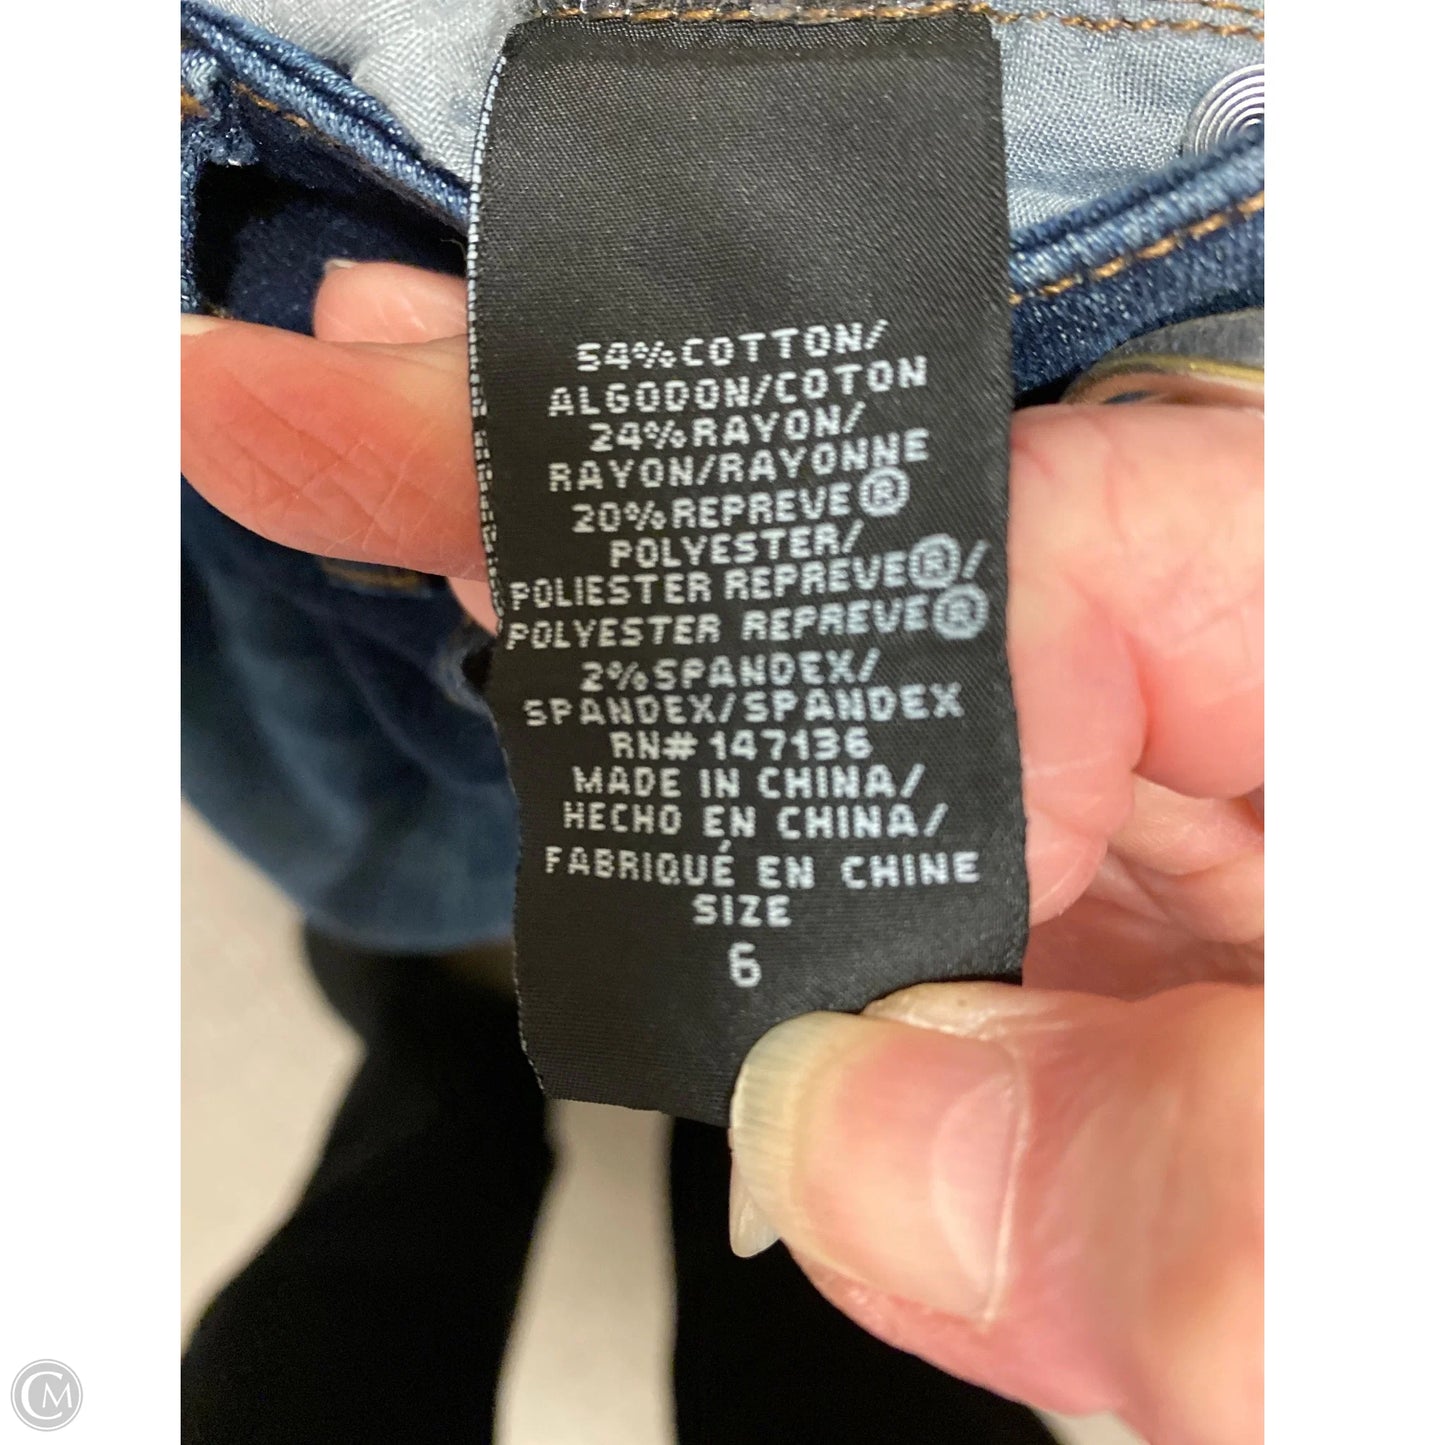 54% COTTON/
ALGODON/COTON
24% RAYON/
RAYON/RAYONNE
20% REPREVE®
POLYESTER/
POLIESTER REPREVE®/
POLYESTER REPREVE®
2% SPANDEX/
SPANDEX/SPANDEX
RN# 147136
MADE IN CHINA/
HECHO EN CHINA/
FABRIQUÉ EN CHINE
SIZE
6
CM